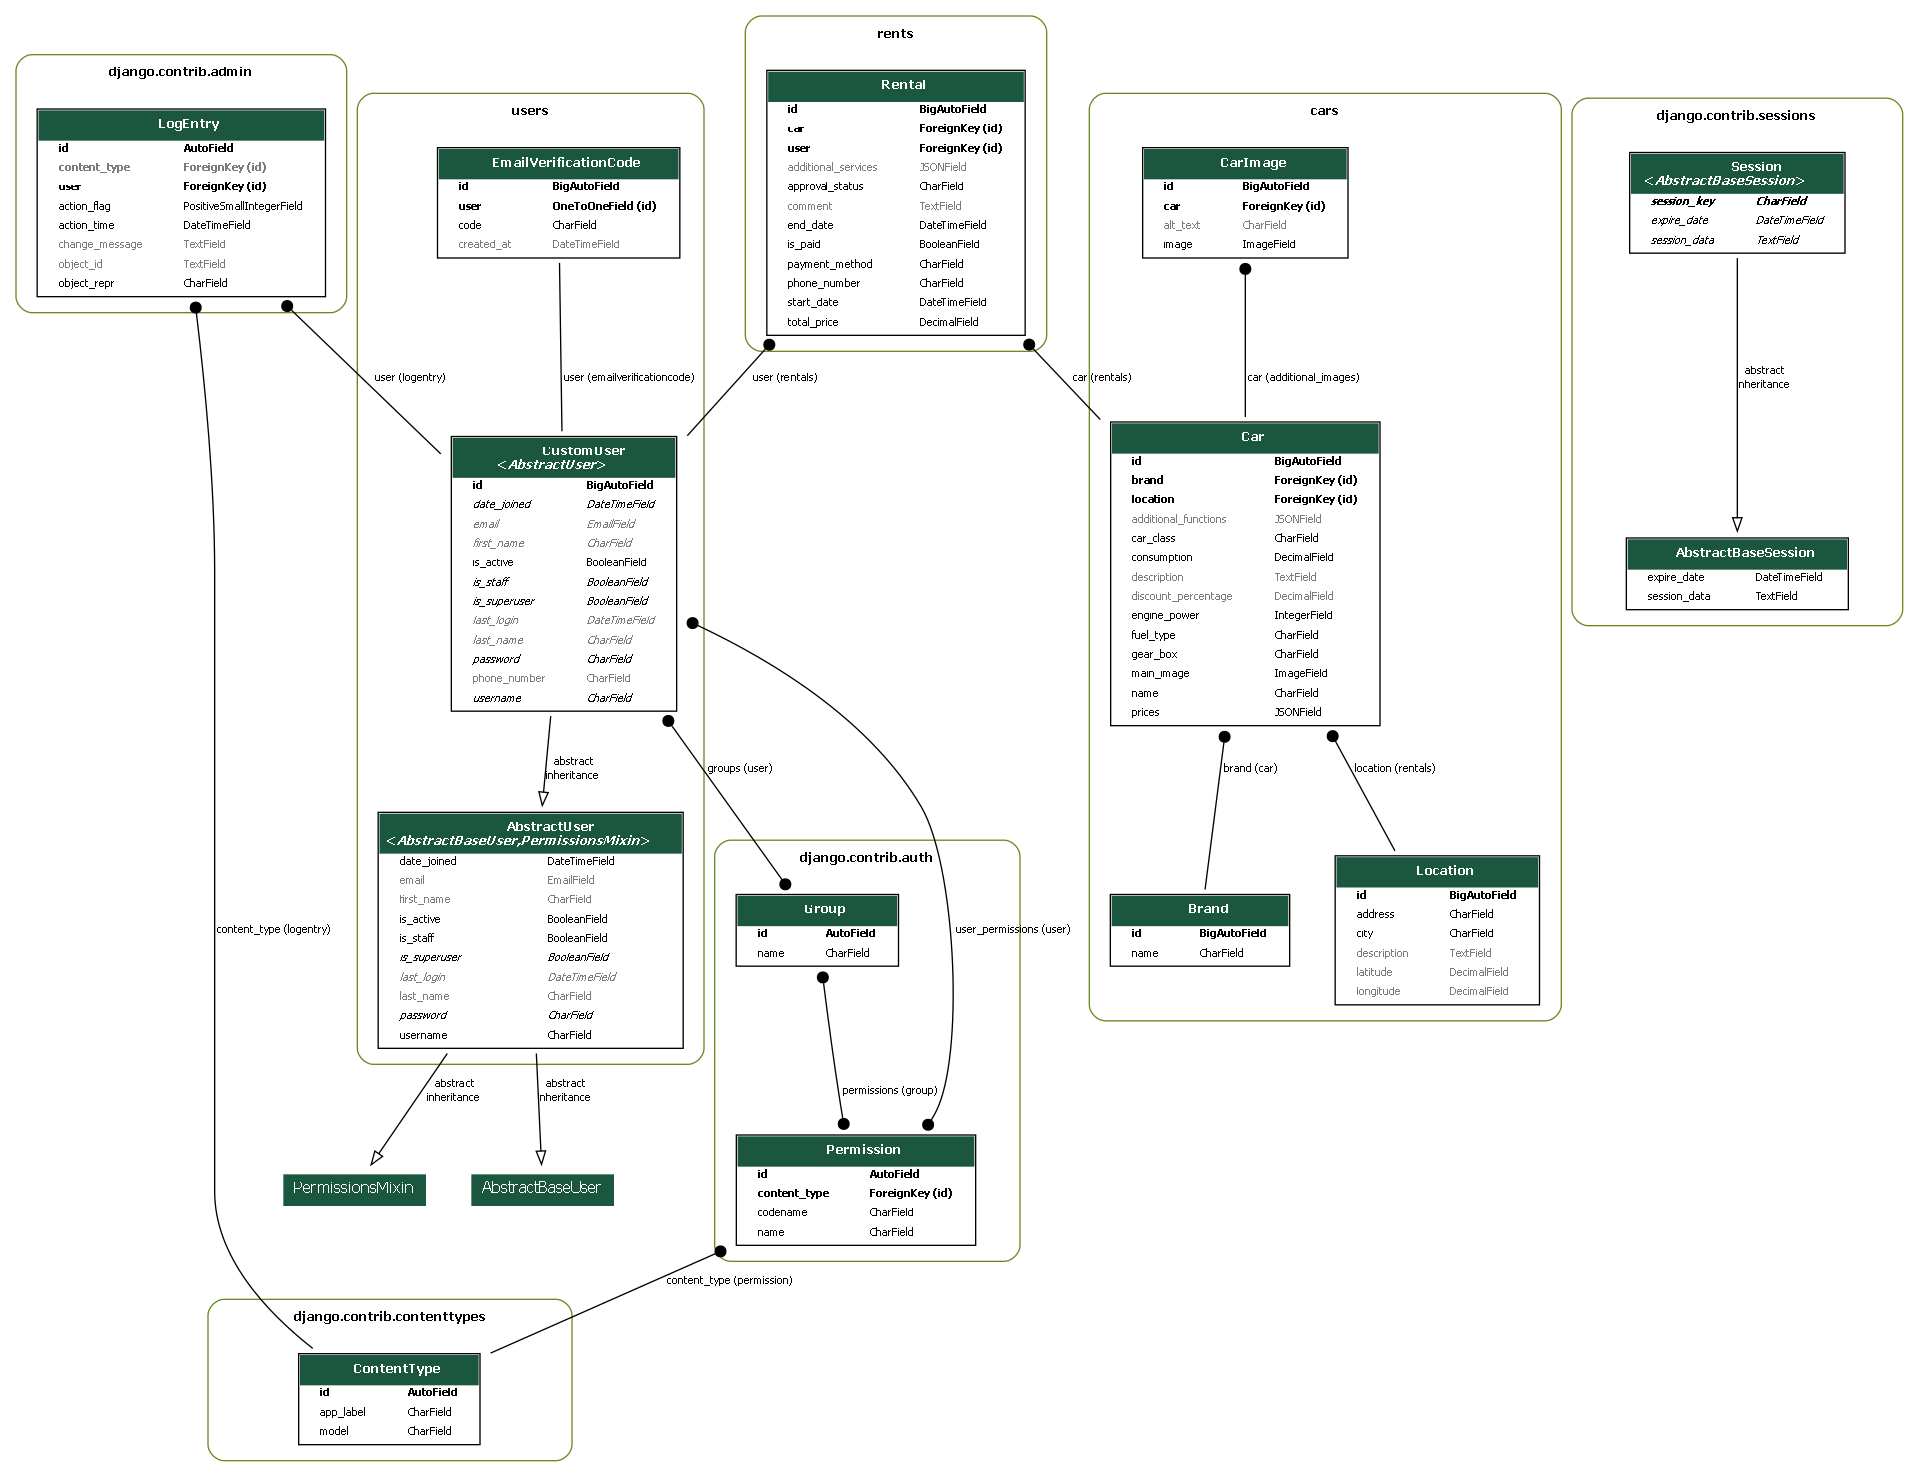 django.contrib.admin
LogEntry
id AutoField
content_type ForeignKey (id)
user ForeignKey (id)
action_flag PositiveSmallIntegerField
action_time DateTimeField
change_message TextField
object_id TextField
object_repr CharField
users
EmailVerificationCode
id BigAutoField
user OneToOneField (id)
code CharField
created_at DateTimeField
rents
Rental
id BigAutoField
car ForeignKey (id)
user ForeignKey (id)
additional_services JSONField
approval_status CharField
comment TextField
end_date DateTimeField
is_paid BooleanField
payment_method CharField
phone_number CharField
start_date DateTimeField
total_price DecimalField
cars
CarImage
id BigAutoField
car ForeignKey (id)
alt_text CharField
image ImageField
django.contrib.sessions
Session
<AbstractBaseSession>
session_key CharField
expire_date DateTimeField
session_data TextField
user (logentry)
user (emailverificationcode)
user (rentals)
car (rentals)
car (additional_images)
abstract
inheritance
CustomUser
<AbstractUser>
id BigAutoField
date_joined DateTimeField
email EmailField
first_name CharField
is_active BooleanField
is_staff BooleanField
is_superuser BooleanField
last_login DateTimeField
last_name CharField
password CharField
phone_number CharField
username CharField
Car
id BigAutoField
brand ForeignKey (id)
location ForeignKey (id)
additional_functions JSONField
car_class CharField
consumption DecimalField
description TextField
discount_percentage DecimalField
engine_power IntegerField
fuel_type CharField
gear_box CharField
main_image ImageField
name CharField
prices JSONField
AbstractBaseSession
expire_date DateTimeField
session_data TextField
abstract
inheritance
groups (user)
brand (car)
location (rentals)
AbstractUser
<AbstractBaseUser,PermissionsMixin>
date_joined DateTimeField
email EmailField
first_name CharField
is_active BooleanField
is_staff BooleanField
is_superuser BooleanField
last_login DateTimeField
last_name CharField
password CharField
username CharField
django.contrib.auth
Group
id AutoField
name CharField
content_type (logentry)
user_permissions (user)
Brand
id BigAutoField
name CharField
Location
id BigAutoField
address CharField
city CharField
description TextField
latitude DecimalField
longitude DecimalField
abstract
inheritance
abstract
inheritance
permissions (group)
PermissionsMixin
AbstractBaseUser
Permission
id AutoField
content_type ForeignKey (id)
codename CharField
name CharField
content_type (permission)
django.contrib.contenttypes
ContentType
id AutoField
app_label CharField
model CharField